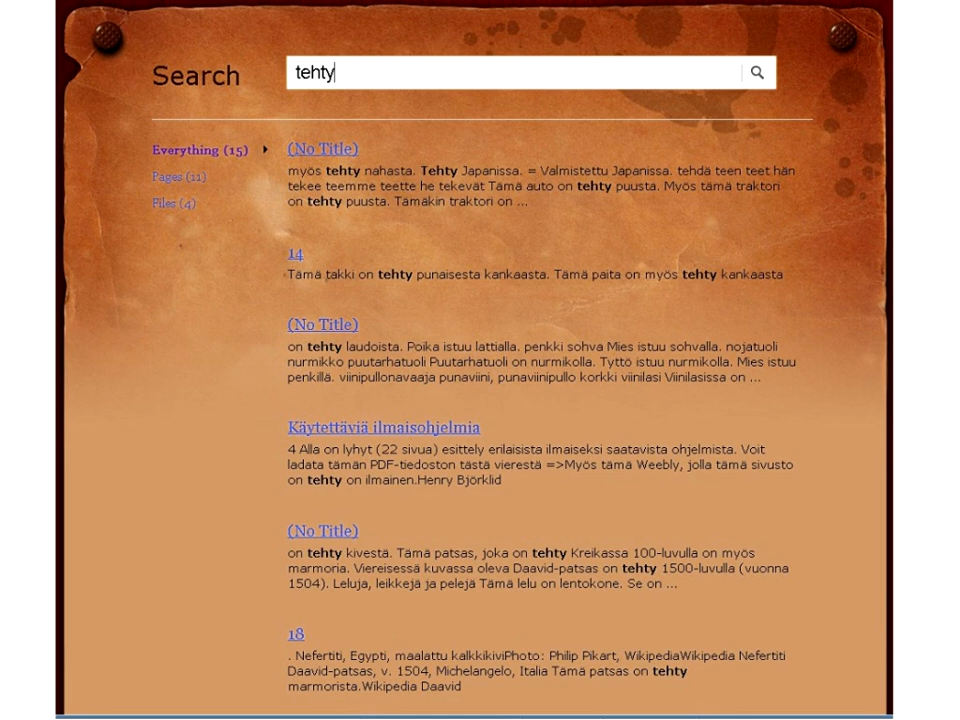 Search
tehty
Everything (15)
Pages (11)
Files (4)
(No Title)
myös tehty nahasta. Tehty Japanissa. = Valmistettu Japanissa. tehdä teen teet hän
tekee teemme teette he tekevät Tämä auto on tehty puusta. Myös tämä traktori
on tehty puusta. Tämäkin traktori on ...
14
Tämä takki on tehty punaisesta kankaasta. Tämä paita on myös tehty kankaasta
(No Title)
on tehty laudoista. Poika istuu lattialla. penkki sohva Mies istuu sohvalla. nojatuoli
nurmikko puutarhatuoli Puutarhatuoli on nurmikolla. Tyttö istuu nurmikolla. Mies istuu
penkillä. viinipullonavaaja punaviini, punaviinipullo korkki viinilasi Viinilasissa on ...
Käytettäviä ilmaisohjelmia
4 Alla on lyhyt (22 sivua) esittely erilaisista ilmaiseksi saatavista ohjelmista. Voit
ladata tämän PDF-tiedoston tästä vierestä =>Myös tämä Weebly, jolla tämä sivusto
on tehty on ilmainen.Henry Björklid
(No Title)
on tehty kivestä. Tämä patsas, joka on tehty Kreikassa 100-luvulla on myös
marmoria. Viereisessä kuvassa oleva Daavid-patsas on tehty 1500-luvulla (vuonna
1504). Leluja, leikkejä ja pelejä Tämä lelu on lentokone. Se on ...
18
. Nefertiti, Egypti, maalattu kalkkikiviPhoto: Philip Pikart, WikipediaWikipedia Nefertiti
Daavid-patsas, v. 1504, Michelangelo, Italia Tämä patsas on tehty
marmorista.Wikipedia Daavid